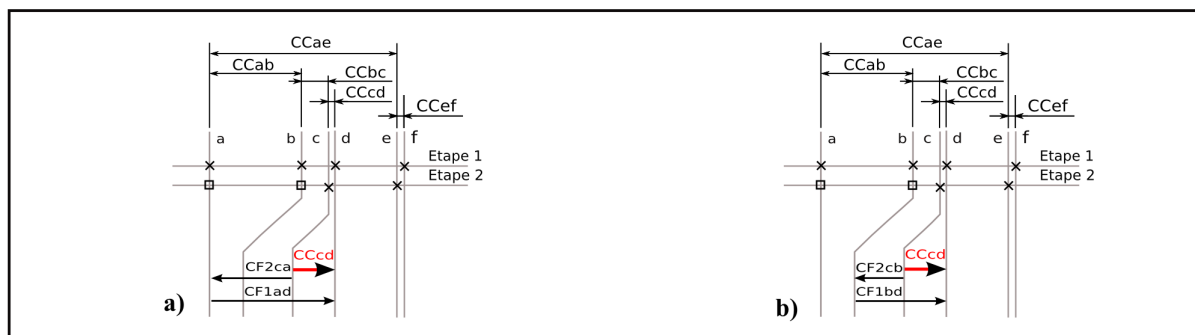 CCae
CCab
CCbc
CCcd
CCef
a b c d e f
Etape 1
Etape 2
CCcd
CF2ca
CF1ad
a)
CCae
CCab
CCbc
CCcd
CCef
a b c d e f
Etape 1
Etape 2
CCcd
CF2cb
CF1bd
b)